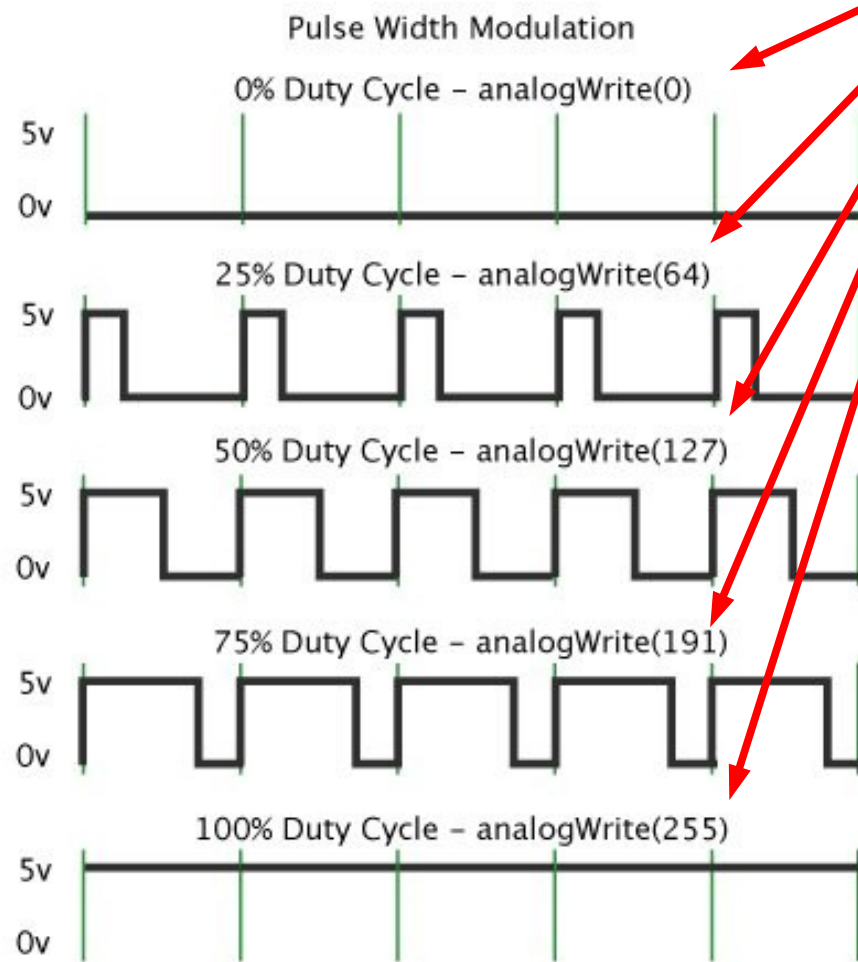 Pulse Width Modulation
0% Duty Cycle – analogWrite(0)
5v
0v
25% Duty Cycle – analogWrite(64)
5v
0v
50% Duty Cycle – analogWrite(127)
5v
0v
75% Duty Cycle – analogWrite(191)
5v
0v
100% Duty Cycle – analogWrite(255)
5v
0v